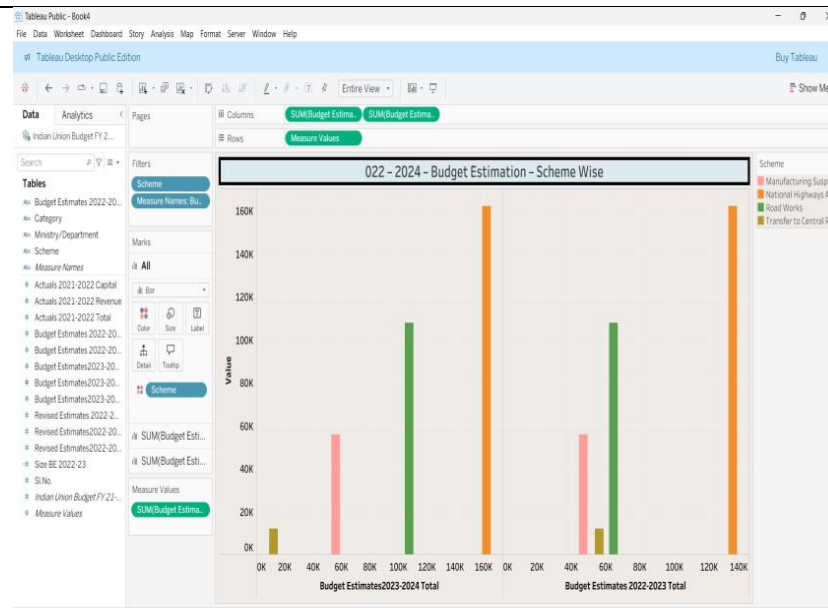 Tableau Public - Book4
File Data Worksheet Dashboard Story Analysis Map Format Server Window Help
Tableau Desktop Public Edition
Buy Tableau
Entire View
Show Me
Data
Analytics
Indian Union Budget FY 2...
Search
Tables
Abc Budget Estimates 2022-20...
Abc Category
Abc Ministry/Department
Abc Scheme
Abc Measure Names
# Actuals 2021-2022 Capital
# Actuals 2021-2022 Revenue
# Actuals 2021-2022 Total
# Budget Estimates 2022-20...
# Budget Estimates 2022-20...
# Budget Estimates2023-20...
# Budget Estimates2023-20...
# Budget Estimates2023-20...
# Revised Estimates 2022-2...
# Revised Estimates2022-20...
# Revised Estimates2022-20...
Size BE 2022-23
# Sl.No.
# Indian Union Budget FY 21-...
# Measure Values
Pages
Filters
Scheme
Measure Names: Bu..
Marks
All
Bar
Color Size Label
Detail Tooltip
Scheme
SUM(Budget Esti...
SUM(Budget Esti...
Measure Values
SUM(Budget Estima..
Columns
SUM(Budget Estima..
SUM(Budget Estima..
Rows
Measure Values
022 – 2024 – Budget Estimation – Scheme Wise
Value
160K
140K
120K
100K
80K
60K
40K
20K
0K
0K 20K 40K 60K 80K 100K 120K 140K 160K
Budget Estimates2023-2024 Total
0K 20K 40K 60K 80K 100K 120K 140K
Budget Estimates 2022-2023 Total
Scheme
Manufacturing Susp
National Highways A
Road Works
Transfer to Central R